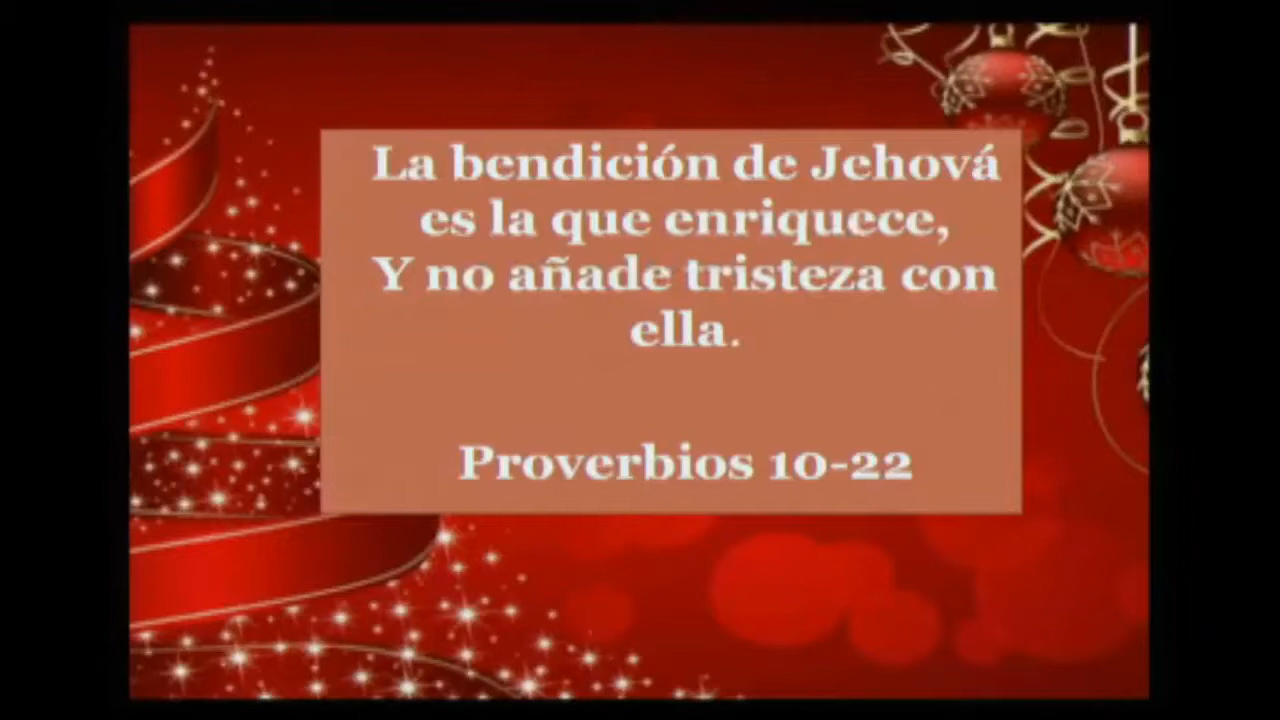 La bendición de Jehová
es la que enriquece,
Y no añade tristeza con
ella.
Proverbios 10-22